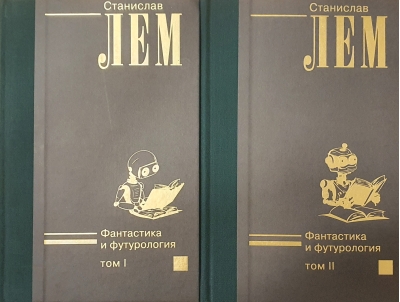 Станислав
ЛЕМ
Фантастика
и футурология
том I
Станислав
ЛЕМ
Фантастика
и футурология
том II